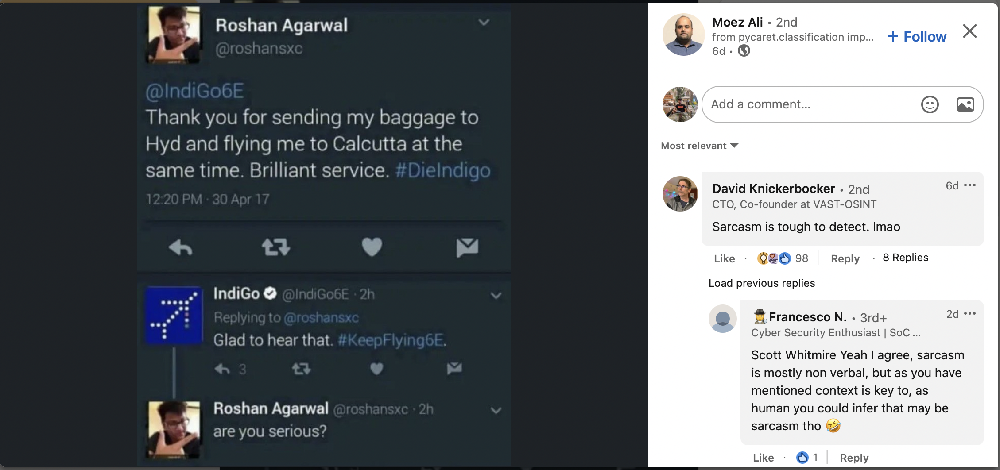 Roshan Agarwal
@roshansxc
@IndiGo6E
Thank you for sending my baggage to
Hyd and flying me to Calcutta at the
same time. Brilliant service. #DieIndigo
12:20 PM · 30 Apr 17
IndiGo @IndiGo6E · 2h
Replying to @roshansxc
Glad to hear that. #KeepFlying6E.
3
Roshan Agarwal @roshansxc · 2h
are you serious?
Moez Ali • 2nd
from pycaret.classification imp...
6d •
+ Follow
Add a comment...
Most relevant
David Knickerbocker • 2nd
6d
CTO, Co-founder at VAST-OSINT
Sarcasm is tough to detect. lmao
Like · 98 | Reply · 8 Replies
Load previous replies
Francesco N. • 3rd+
2d
Cyber Security Enthusiast | SoC ...
Scott Whitmire Yeah I agree, sarcasm
is mostly non verbal, but as you have
mentioned context is key to, as
human you could infer that may be
sarcasm tho 🤣
Like · 1 | Reply